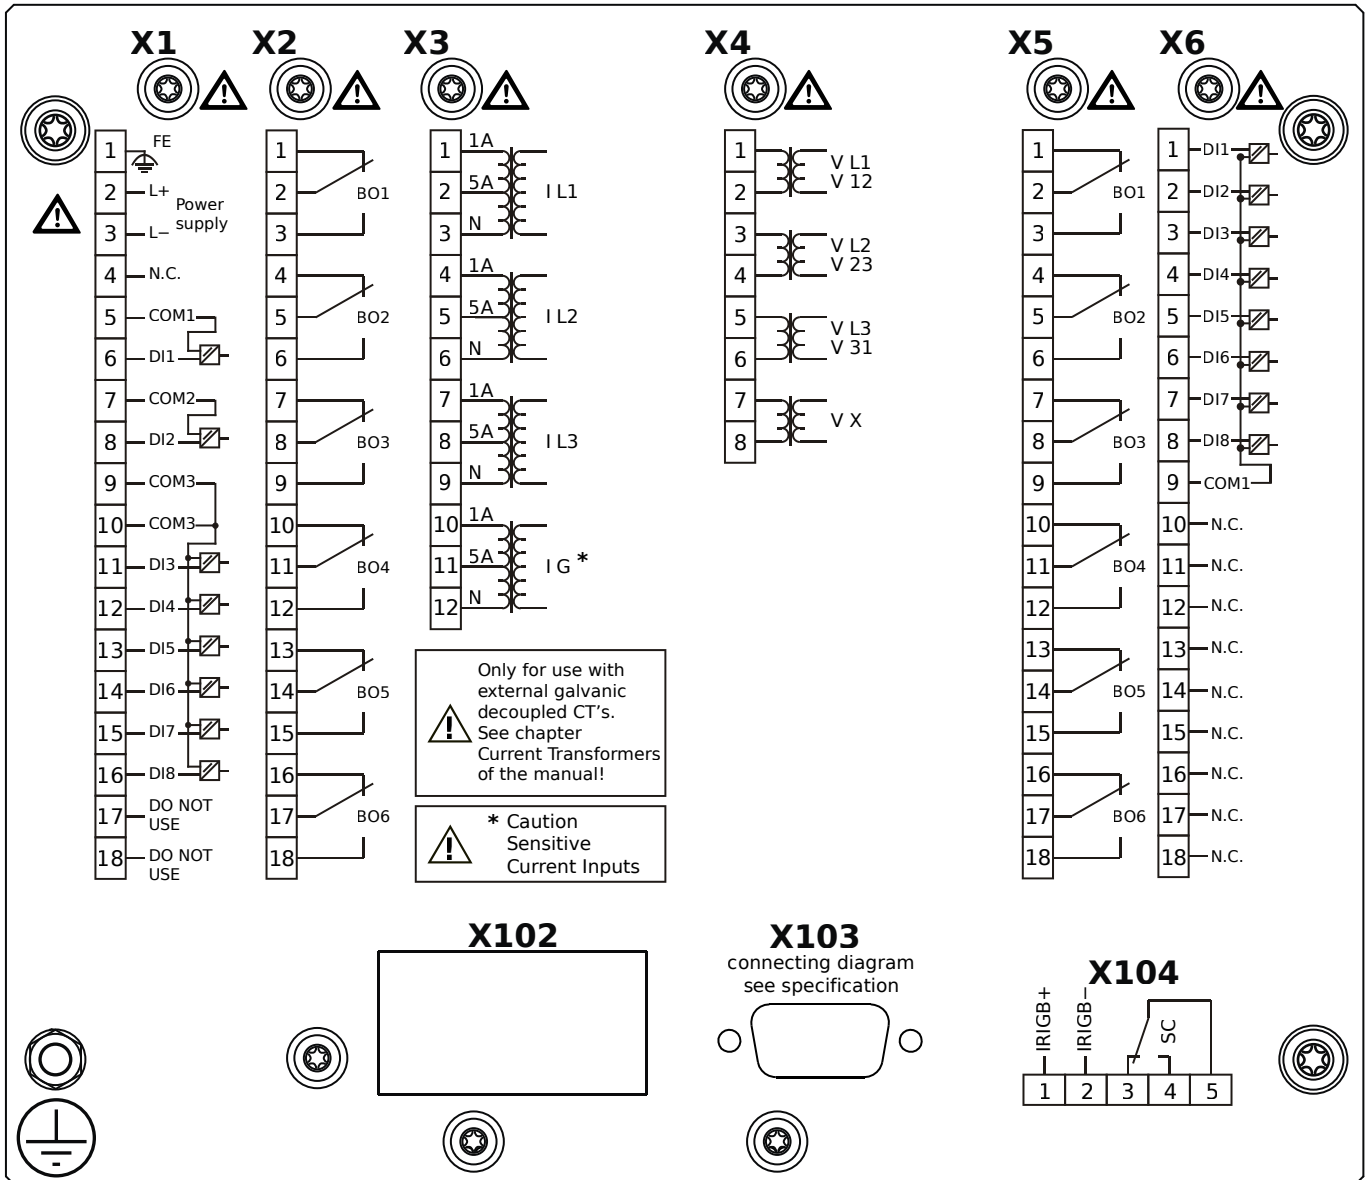 X1
X2
X3
X4
X5
X6
1
FE
2
L+
Power
supply
3
L−
4
N.C.
5
COM1
6
DI1
7
COM2
8
DI2
9
COM3
10
COM3
11
DI3
12
DI4
13
DI5
14
DI6
15
DI7
16
DI8
17
DO NOT
USE
18
DO NOT
USE
1
2
BO1
3
4
5
BO2
6
7
8
BO3
9
10
11
BO4
12
13
14
BO5
15
16
17
BO6
18
1
1A
2
5A
I L1
3
N
4
1A
5
5A
I L2
6
N
7
1A
8
5A
I L3
9
N
10
1A
11
5A
I G *
12
N
Only for use with
external galvanic
decoupled CT's.
See chapter
Current Transformers
of the manual!
* Caution
Sensitive
Current Inputs
1
2
V L1
V 12
3
4
V L2
V 23
5
6
V L3
V 31
7
8
V X
1
2
BO1
3
4
5
BO2
6
7
8
BO3
9
10
11
BO4
12
13
14
BO5
15
16
17
BO6
18
1
DI1
2
DI2
3
DI3
4
DI4
5
DI5
6
DI6
7
DI7
8
DI8
9
COM1
10
N.C.
11
N.C.
12
N.C.
13
N.C.
14
N.C.
15
N.C.
16
N.C.
17
N.C.
18
N.C.
X102
X103
connecting diagram
see specification
X104
IRIGB+
IRIGB−
SC
1
2
3
4
5